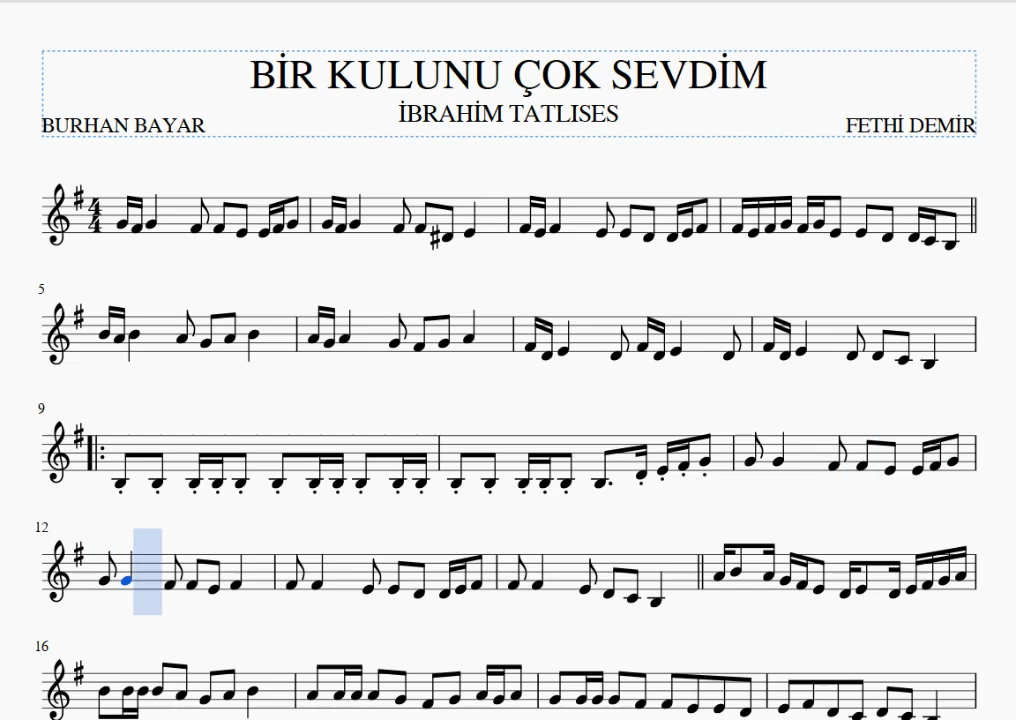 BİR KULUNU ÇOK SEVDİM
İBRAHİM TATLISES
BURHAN BAYAR FETHİ DEMİR
4
4
5
9
12
16